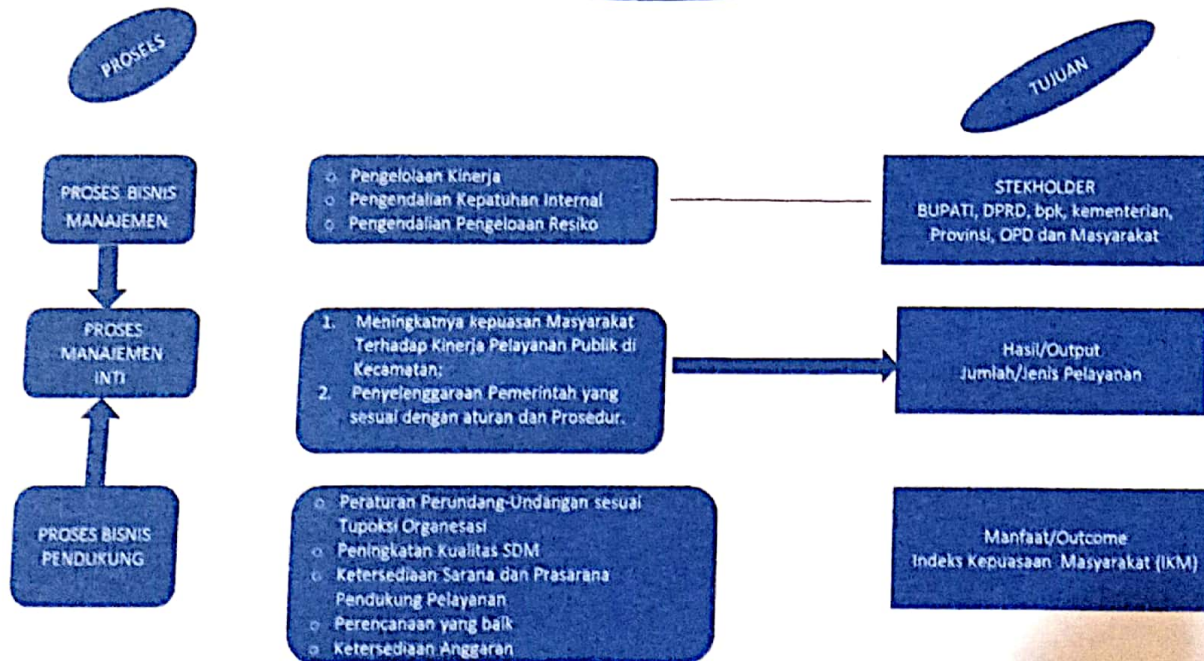 PROSEES
TUJUAN
PROSES BISNIS
MANAJEMEN
○ Pengelolaan Kinerja
○ Pengendalian Kepatuhan Internal
○ Pengendalian Pengeloaan Resiko
STEKHOLDER
BUPATI, DPRD, bpk, kementerian,
Provinsi, OPD dan Masyarakat
PROSES
MANAJEMEN
INTI
1. Meningkatnya kepuasan Masyarakat
Terhadap Kinerja Pelayanan Publik di
Kecamatan;
2. Penyelenggaraan Pemerintah yang
sesuai dengan aturan dan Prosedur.
Hasil/Output
Jumlah/Jenis Pelayanan
PROSES BISNIS
PENDUKUNG
○ Peraturan Perundang-Undangan sesuai
Tupoksi Organesasi
○ Peningkatan Kualitas SDM
○ Ketersediaan Sarana dan Prasarana
Pendukung Pelayanan
○ Perencanaan yang baik
○ Ketersediaan Anggaran
Manfaat/Outcome
Indeks Kepuasaan Masyarakat (IKM)